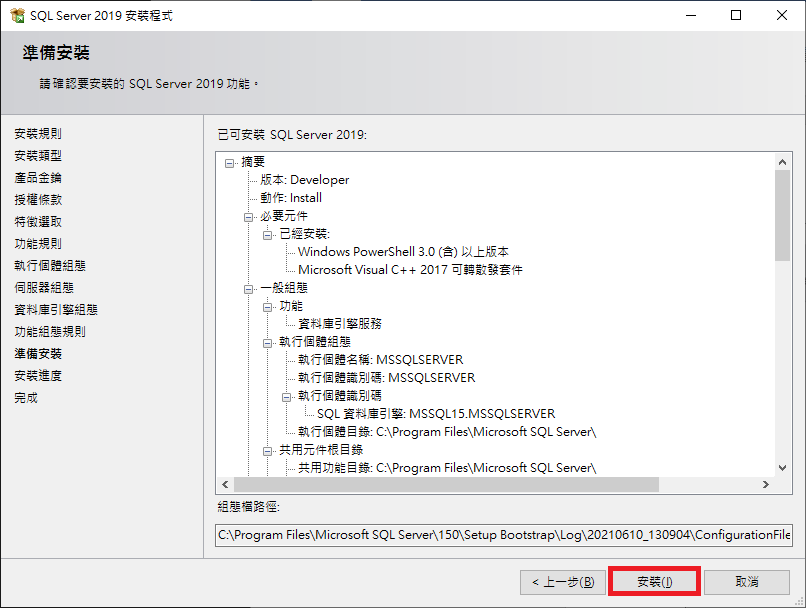 SQL Server 2019 安裝程式
準備安裝
請確認要安裝的 SQL Server 2019 功能。
安裝規則
安裝類型
產品金鑰
授權條款
特徵選取
功能規則
執行個體組態
伺服器組態
資料庫引擎組態
功能組態規則
準備安裝
安裝進度
完成
已可安裝 SQL Server 2019:
摘要
版本: Developer
動作: Install
必要元件
已經安裝:
Windows PowerShell 3.0 (含) 以上版本
Microsoft Visual C++ 2017 可轉散發套件
一般組態
功能
資料庫引擎服務
執行個體組態
執行個體名稱: MSSQLSERVER
執行個體識別碼: MSSQLSERVER
執行個體識別碼
SQL 資料庫引擎: MSSQL15.MSSQLSERVER
執行個體目錄: C:\Program Files\Microsoft SQL Server\
共用元件根目錄
共用功能目錄: C:\Program Files\Microsoft SQL Server\
組態檔路徑:
C:\Program Files\Microsoft SQL Server\150\Setup Bootstrap\Log\20210610_130904\ConfigurationFile
< 上一步(B)
安裝(I)
取消